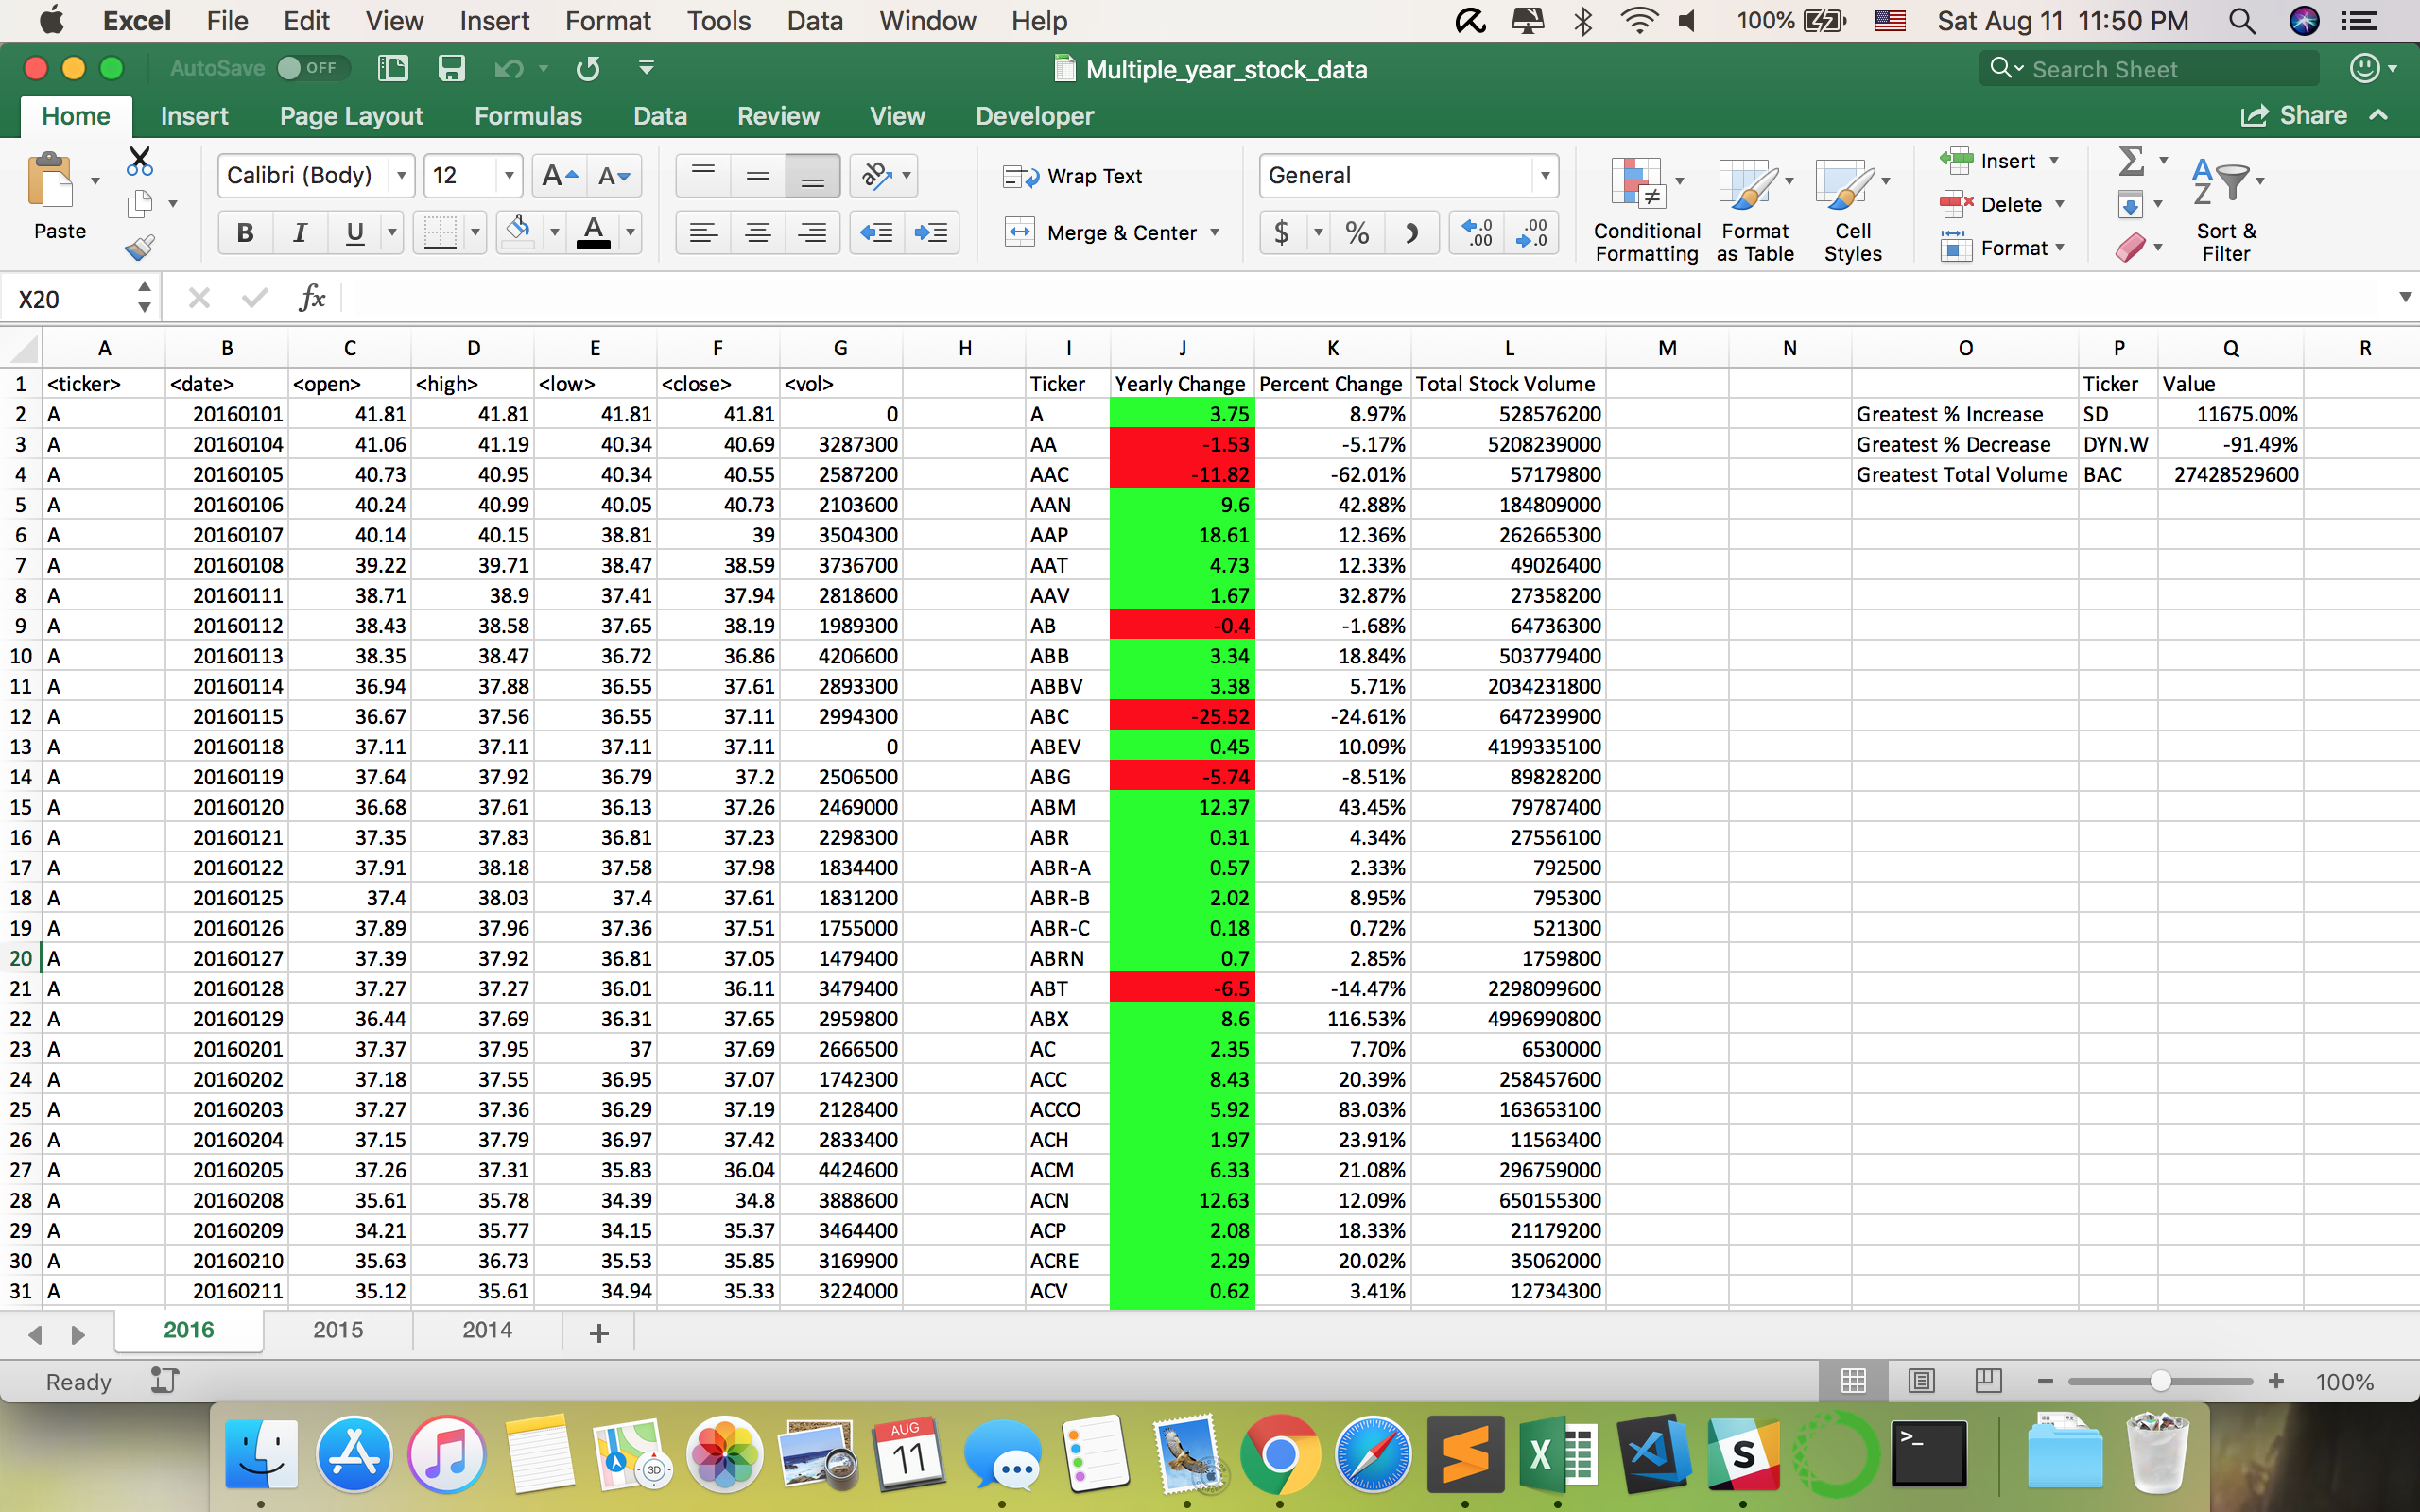 Excel File Edit View Insert Format Tools Data Window Help 100% Sat Aug 11 11:50 PM
AutoSave OFF Multiple_year_stock_data Search Sheet
Home Insert Page Layout Formulas Data Review View Developer Share
Paste Calibri (Body) 12 A A ab Wrap Text General Conditional Formatting Format as Table Cell Styles Insert Delete Format Sort & Filter
B I U A Merge & Center $ % .0 .00 .00 .0
X20 fx
A B C D E F G H I J K L M N O P Q R
1 <ticker> <date> <open> <high> <low> <close> <vol> Ticker Yearly Change Percent Change Total Stock Volume Ticker Value
2 A 20160101 41.81 41.81 41.81 41.81 0 A 3.75 8.97% 528576200 Greatest % Increase SD 11675.00%
3 A 20160104 41.06 41.19 40.34 40.69 3287300 AA -1.53 -5.17% 5208239000 Greatest % Decrease DYN.W -91.49%
4 A 20160105 40.73 40.95 40.34 40.55 2587200 AAC -11.82 -62.01% 57179800 Greatest Total Volume BAC 27428529600
5 A 20160106 40.24 40.99 40.05 40.73 2103600 AAN 9.6 42.88% 184809000
6 A 20160107 40.14 40.15 38.81 39 3504300 AAP 18.61 12.36% 262665300
7 A 20160108 39.22 39.71 38.47 38.59 3736700 AAT 4.73 12.33% 49026400
8 A 20160111 38.71 38.9 37.41 37.94 2818600 AAV 1.67 32.87% 27358200
9 A 20160112 38.43 38.58 37.65 38.19 1989300 AB -0.4 -1.68% 64736300
10 A 20160113 38.35 38.47 36.72 36.86 4206600 ABB 3.34 18.84% 503779400
11 A 20160114 36.94 37.88 36.55 37.61 2893300 ABBV 3.38 5.71% 2034231800
12 A 20160115 36.67 37.56 36.55 37.11 2994300 ABC -25.52 -24.61% 647239900
13 A 20160118 37.11 37.11 37.11 37.11 0 ABEV 0.45 10.09% 4199335100
14 A 20160119 37.64 37.92 36.79 37.2 2506500 ABG -5.74 -8.51% 89828200
15 A 20160120 36.68 37.61 36.13 37.26 2469000 ABM 12.37 43.45% 79787400
16 A 20160121 37.35 37.83 36.81 37.23 2298300 ABR 0.31 4.34% 27556100
17 A 20160122 37.91 38.18 37.58 37.98 1834400 ABR-A 0.57 2.33% 792500
18 A 20160125 37.4 38.03 37.4 37.61 1831200 ABR-B 2.02 8.95% 795300
19 A 20160126 37.89 37.96 37.36 37.51 1755000 ABR-C 0.18 0.72% 521300
20 A 20160127 37.39 37.92 36.81 37.05 1479400 ABRN 0.7 2.85% 1759800
21 A 20160128 37.27 37.27 36.01 36.11 3479400 ABT -6.5 -14.47% 2298099600
22 A 20160129 36.44 37.69 36.31 37.65 2959800 ABX 8.6 116.53% 4996990800
23 A 20160201 37.37 37.95 37 37.69 2666500 AC 2.35 7.70% 6530000
24 A 20160202 37.18 37.55 36.95 37.07 1742300 ACC 8.43 20.39% 258457600
25 A 20160203 37.27 37.36 36.29 37.19 2128400 ACCO 5.92 83.03% 163653100
26 A 20160204 37.15 37.79 36.97 37.42 2833400 ACH 1.97 23.91% 11563400
27 A 20160205 37.26 37.31 35.83 36.04 4424600 ACM 6.33 21.08% 296759000
28 A 20160208 35.61 35.78 34.39 34.8 3888600 ACN 12.63 12.09% 650155300
29 A 20160209 34.21 35.77 34.15 35.37 3464400 ACP 2.08 18.33% 21179200
30 A 20160210 35.63 36.73 35.53 35.85 3169900 ACRE 2.29 20.02% 35062000
31 A 20160211 35.12 35.61 34.94 35.33 3224000 ACV 0.62 3.41% 12734300
2016 2015 2014 +
Ready 100%
3D AUG 11 X S >_